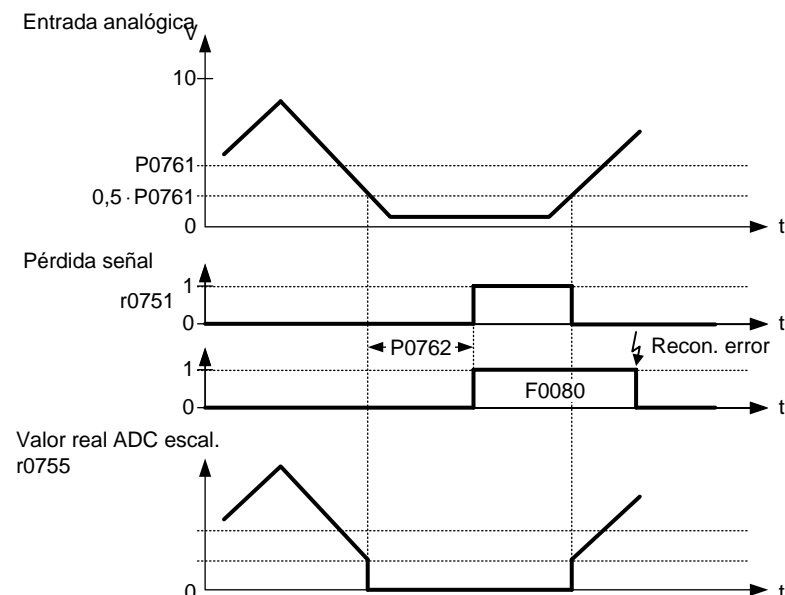 Entrada analógica
V
10
P0761
0,5 · P0761
0
t
Pérdida señal
1
r0751
0
t
P0762
Recon. error
1
F0080
0
t
Valor real ADC escal.
r0755
0
t